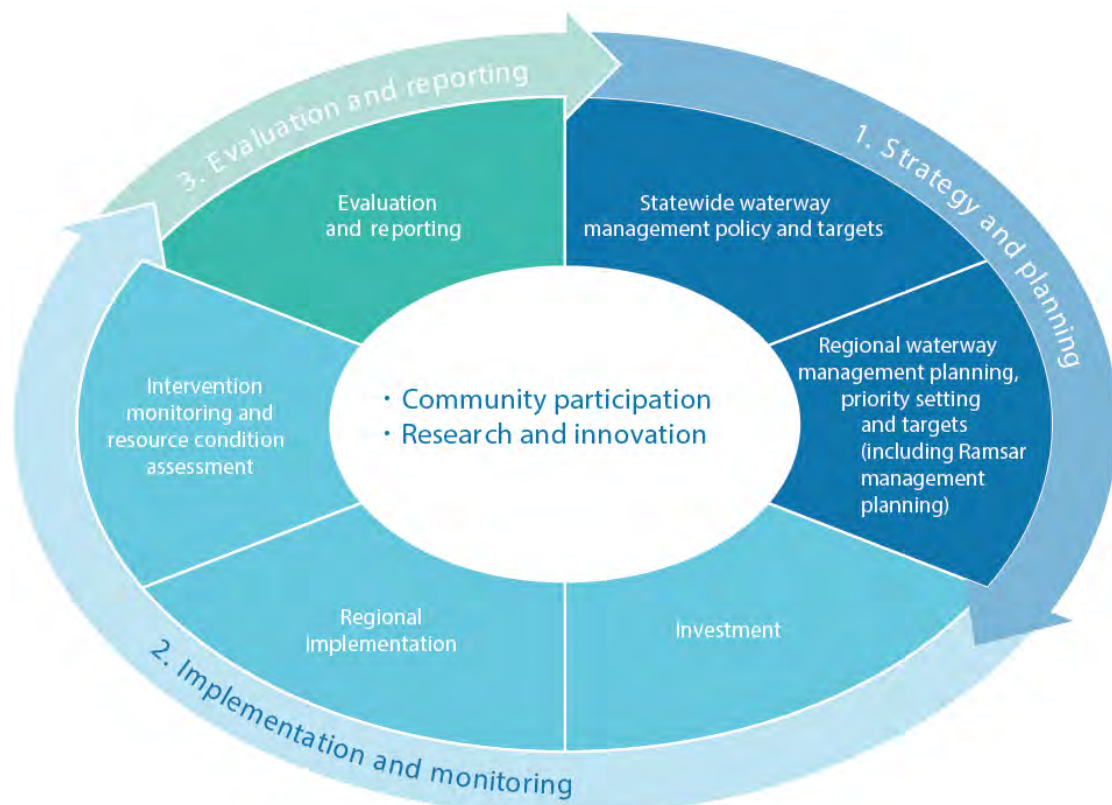 3. Evaluation and reporting
1. Strategy and planning
Evaluation
and reporting
Statewide waterway
management policy and targets
Regional waterway
management planning,
priority setting
and targets
(including Ramsar
management
planning)
Intervention
monitoring and
resource condition
assessment
· Community participation
· Research and innovation
Regional
implementation
Investment
2. Implementation and monitoring